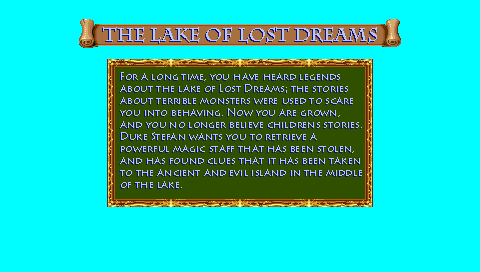 THE LAKE OF LOST DREAMS
For a long time, you have heard legends
about the lake of Lost Dreams; the stories
about terrible monsters were used to scare
you into behaving. Now you are grown,
and you no longer believe childrens stories.
Duke Stefan wants you to retrieve a
powerful magic staff that has been stolen,
and has found clues that it has been taken
to the ancient and evil island in the middle
of the lake.